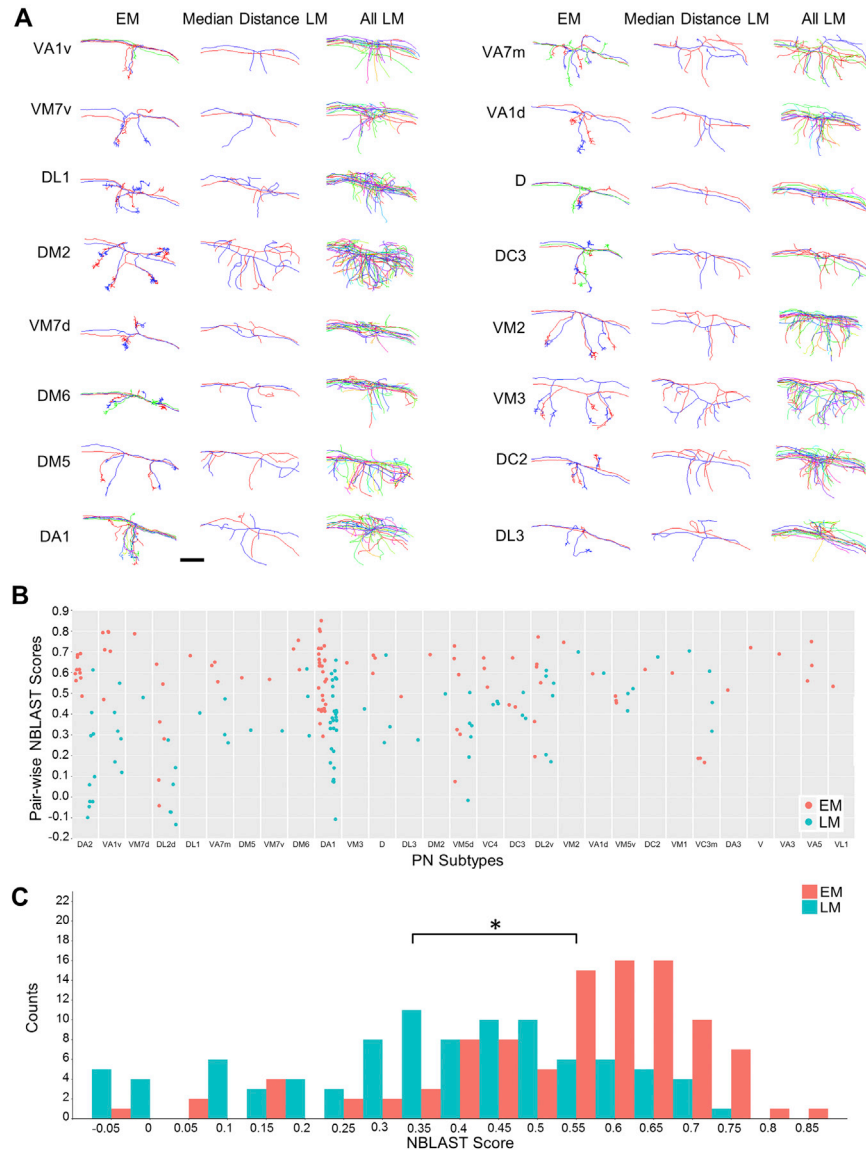 A
EM Median Distance LM All LM
VA1v
VM7v
DL1
DM2
VM7d
DM6
DM5
DA1
EM Median Distance LM All LM
VA7m
VA1d
D
DC3
VM2
VM3
DC2
DL3
B
Pair-wise NBLAST Scores
0.9
0.8
0.7
0.6
0.5
0.4
0.3
0.2
0.1
0.0
-0.1
-0.2
EM
LM
DA2 VA1v VM7d DL2d DL1 VA7m DM5 VM7v DM6 DA1 VM3 D DL3 DM2 VM5d VC4 DC3 DL2v VM2 VA1d VM5v DC2 VM1 VC3m DA3 V VA3 VA5 VL1
PN Subtypes
C
EM
LM
*
Counts
22
20
18
16
14
12
10
8
6
4
2
0
-0.05 0 0.05 0.1 0.15 0.2 0.25 0.3 0.35 0.4 0.45 0.5 0.55 0.6 0.65 0.7 0.75 0.8 0.85
NBLAST Score